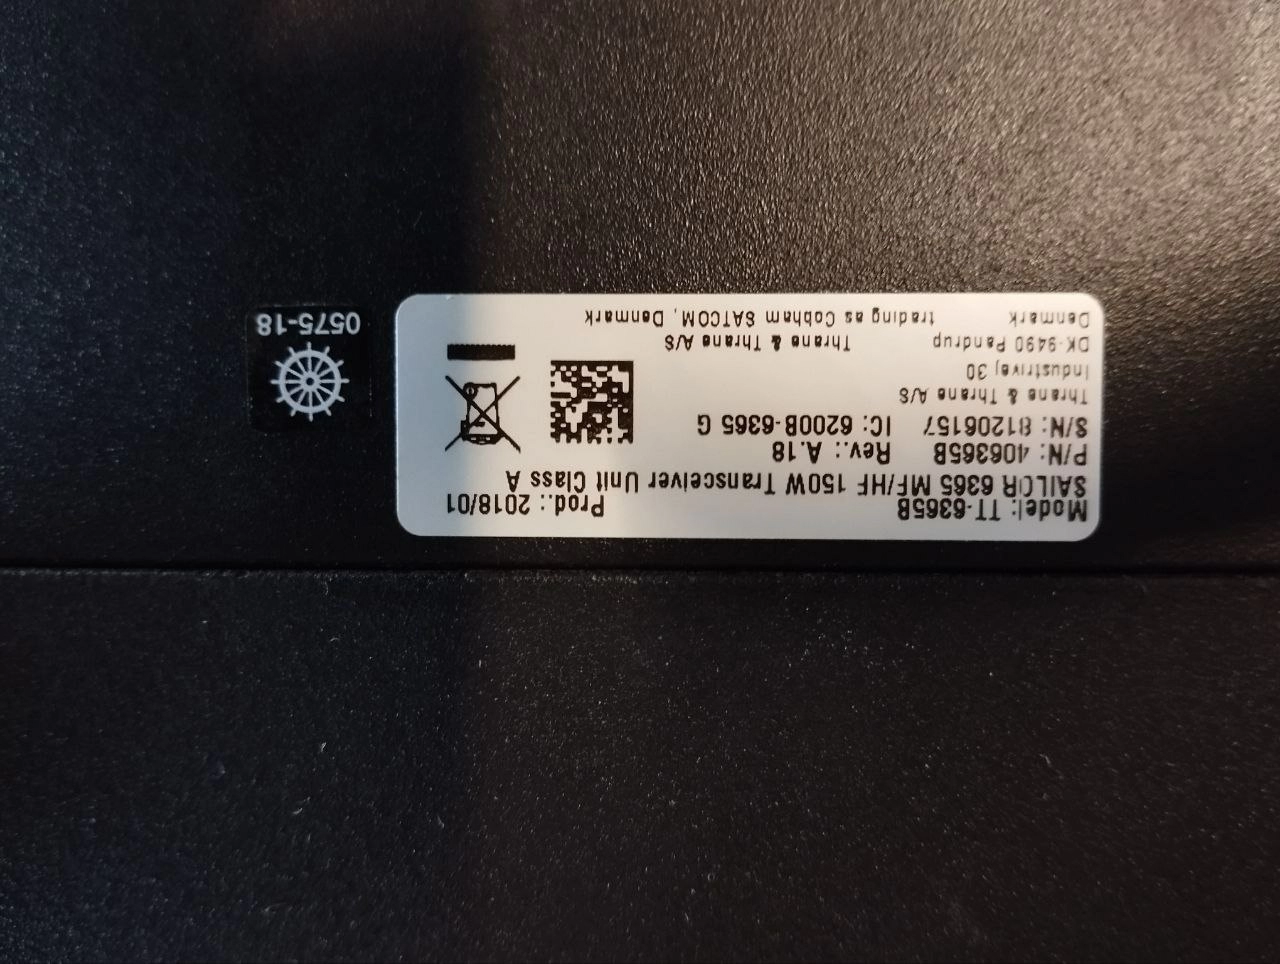 Model: TT-6365B Prod.: 2018/01
SAILOR 6365 MF/HF 150W Transceiver Unit Class A
P/N: 406365B Rev.: A.18
S/N: 81206157 IC: 6200B-6365 G
Thrane & Thrane A/S
Industrivej 30
DK-9490 Pandrup
Denmark
Thrane & Thrane A/S
trading as Cobham SATCOM, Denmark
0575-18